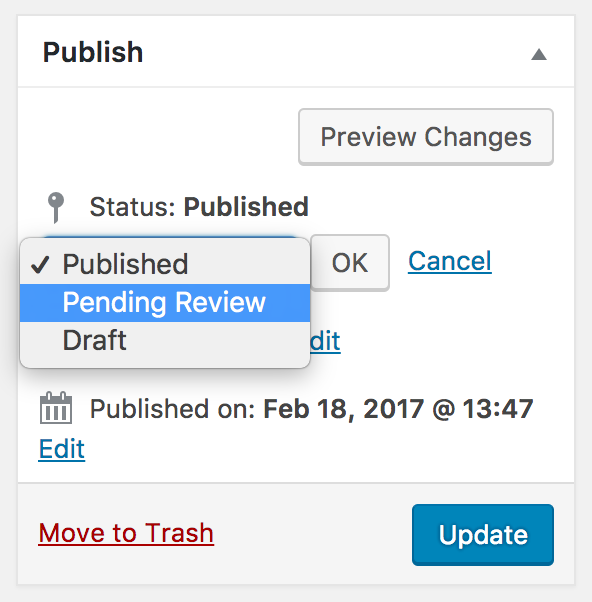 Publish
Preview Changes
Status: Published
✓ Published
OK
Cancel
Pending Review
Draft
dit
Published on: Feb 18, 2017 @ 13:47
Edit
Move to Trash
Update